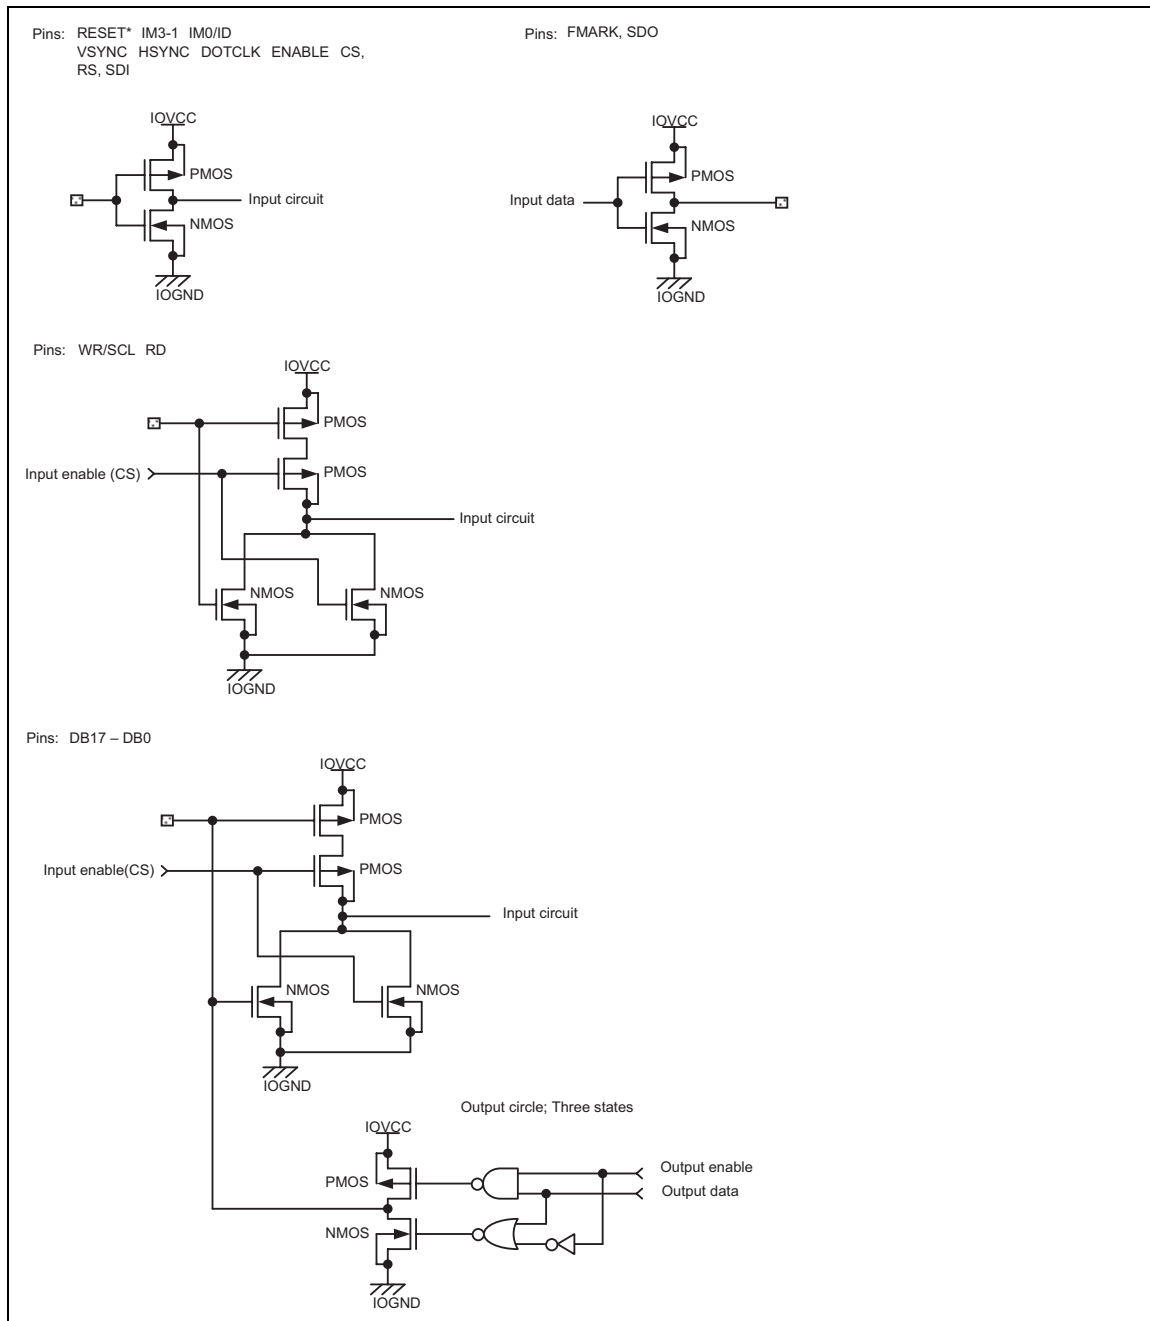 Pins: RESET* IM3-1 IM0/ID
VSYNC HSYNC DOTCLK ENABLE CS,
RS, SDI
IOVCC
PMOS
Input circuit
NMOS
IOGND
Pins: FMARK, SDO
IOVCC
PMOS
Input data
NMOS
IOGND
Pins: WR/SCL RD
IOVCC
PMOS
Input enable (CS)
PMOS
Input circuit
NMOS
NMOS
IOGND
Pins: DB17 – DB0
IOVCC
PMOS
Input enable(CS)
PMOS
Input circuit
NMOS
NMOS
IOGND
Output circle; Three states
IOVCC
Output enable
PMOS
Output data
NMOS
IOGND